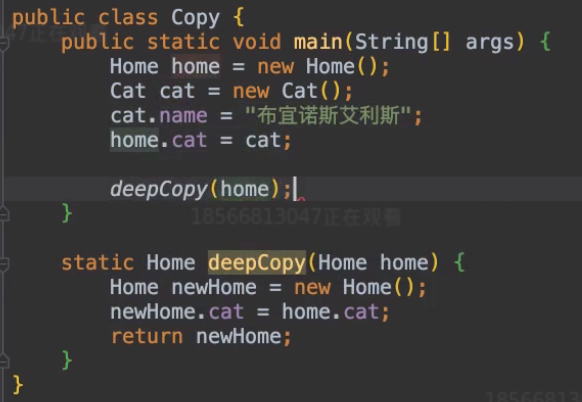 public class Copy {
public static void main(String[] args) {
Home home = new Home();
Cat cat = new Cat();
cat.name = "布宜诺斯艾利斯";
home.cat = cat;
deepCopy(home);
18566813047正在观看
}
static Home deepCopy(Home home) {
Home newHome = new Home();
newHome.cat = home.cat;
return newHome;
}
}